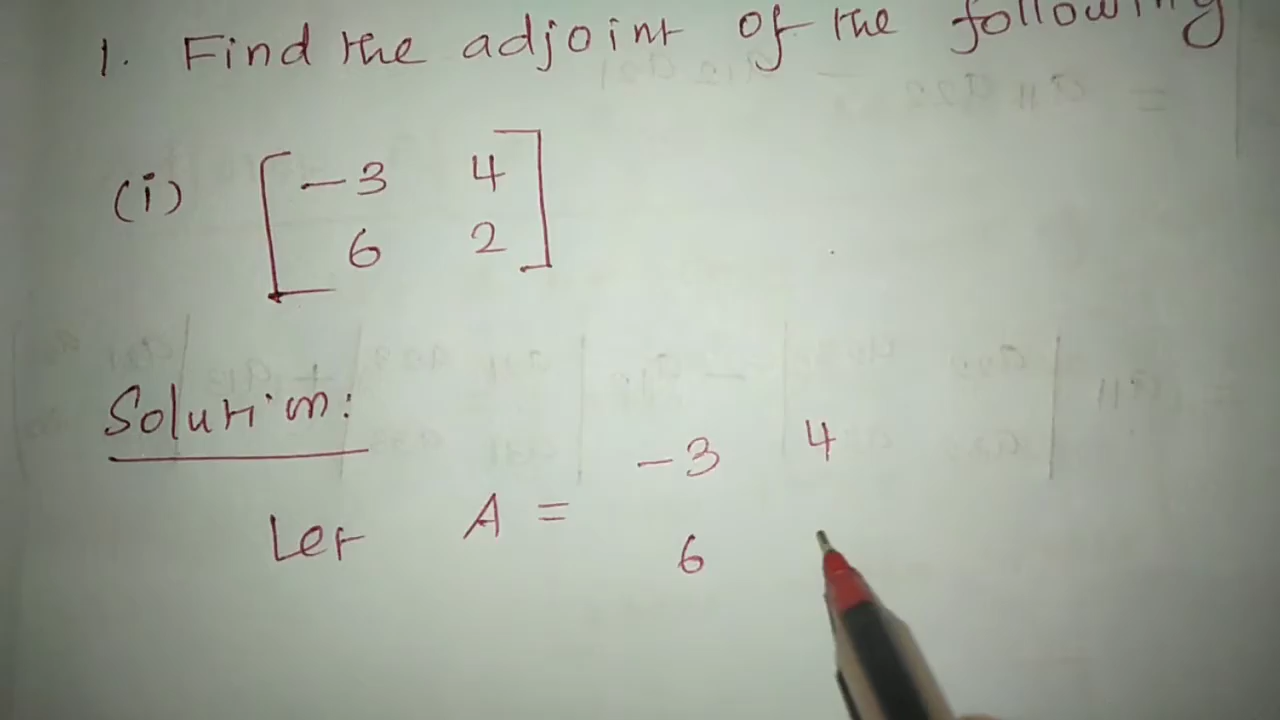 1. Find the adjoint of the following
(i) [ -3 4
6 2 ]
Solution:
Let A = -3 4
6